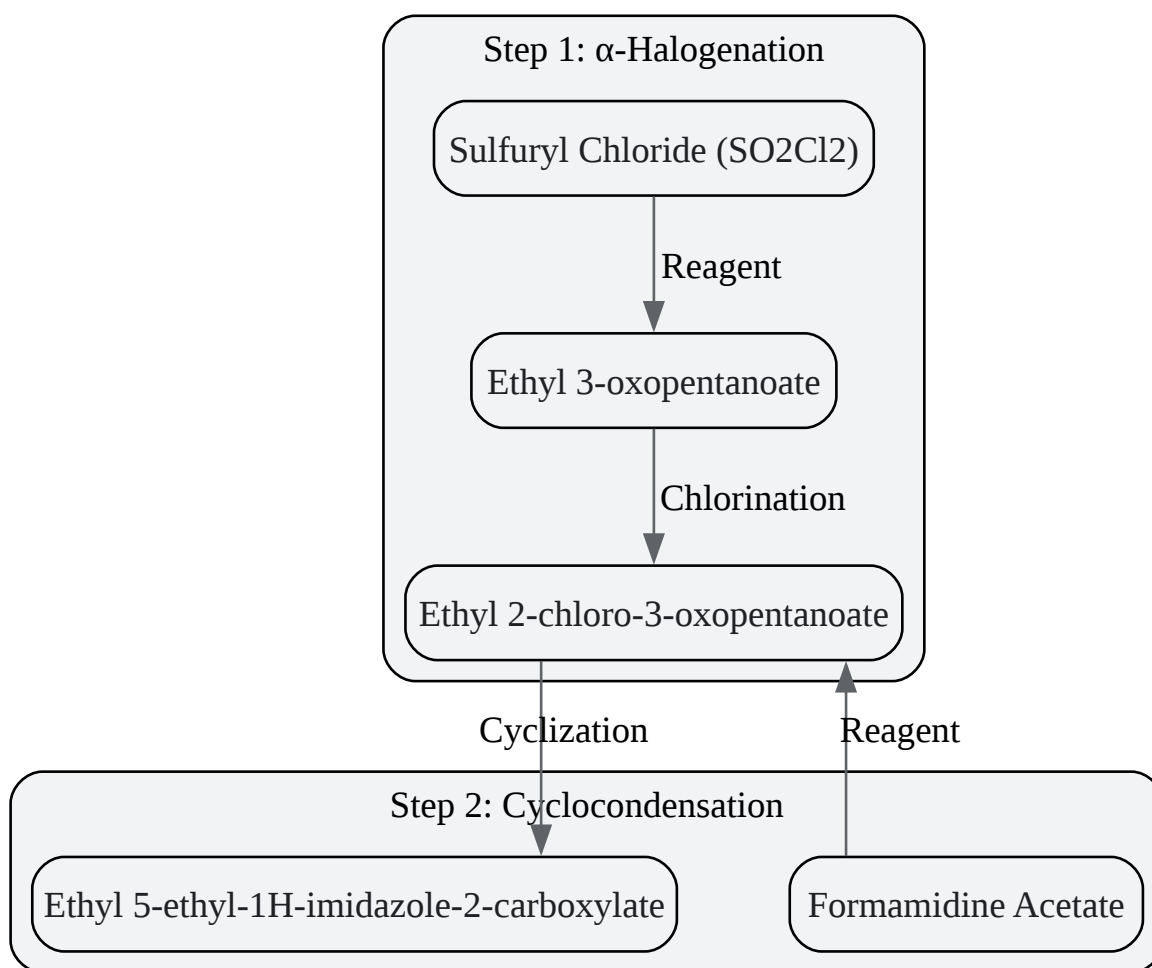 Step 1: α-Halogenation
Sulfuryl Chloride (SO2Cl2)
Reagent
Ethyl 3-oxopentanoate
Chlorination
Ethyl 2-chloro-3-oxopentanoate
Cyclization
Reagent
Step 2: Cyclocondensation
Ethyl 5-ethyl-1H-imidazole-2-carboxylate
Formamidine Acetate